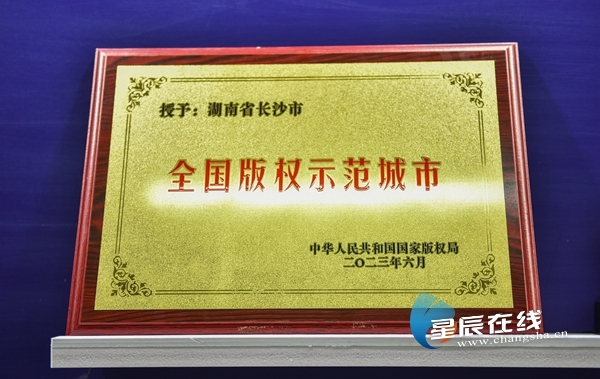 授予：湖南省长沙市
全国版权示范城市
中华人民共和国国家版权局
二〇二三年六月
星辰在线
www.changsha.cn